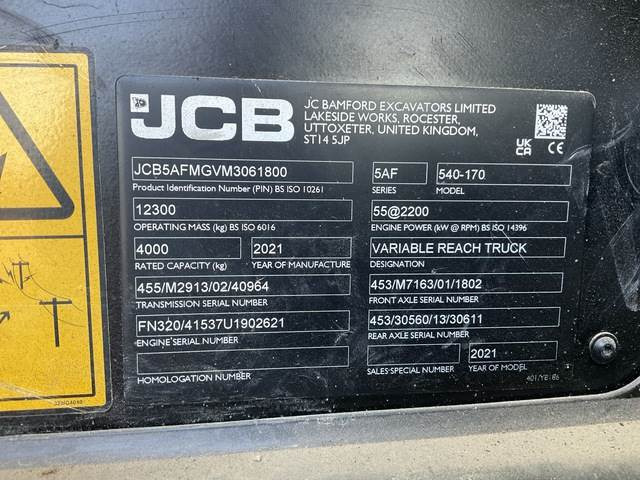 JCB
JC BAMFORD EXCAVATORS LIMITED
LAKESIDE WORKS, ROCESTER,
UTTOXETER, UNITED KINGDOM,
ST14 5JP
UK
CA
CE
JCB5AFMGVM3061800
Product Identification Number (PIN) BS ISO 10261
5AF
SERIES
540-170
MODEL
12300
OPERATING MASS (kg) BS ISO 6016
55@2200
ENGINE POWER (kW @ RPM) BS ISO 14396
4000
RATED CAPACITY (kg)
2021
YEAR OF MANUFACTURE
VARIABLE REACH TRUCK
DESIGNATION
455/M2913/02/40964
TRANSMISSION SERIAL NUMBER
453/M7163/01/1802
FRONT AXLE SERIAL NUMBER
FN320/41537U1902621
ENGINE SERIAL NUMBER
453/30560/13/30611
REAR AXLE SERIAL NUMBER
HOMOLOGATION NUMBER
SALES-SPECIAL NUMBER
2021
YEAR OF MODEL